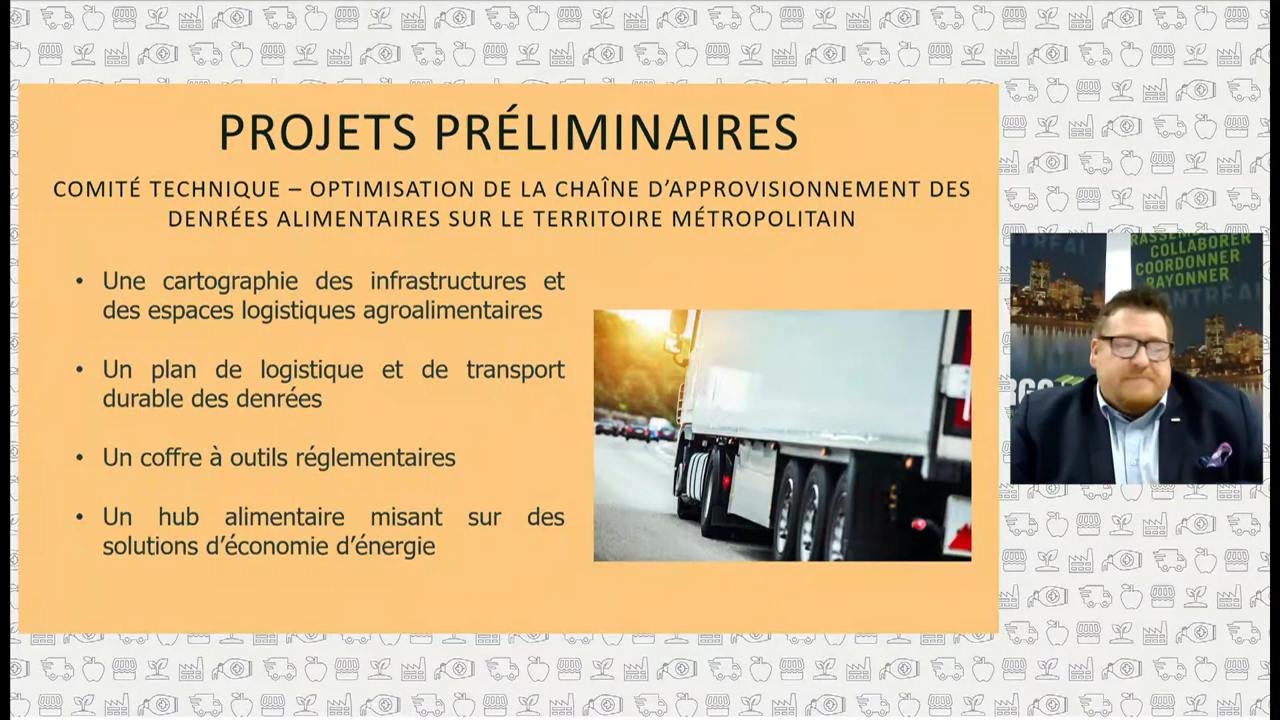 PROJETS PRÉLIMINAIRES
COMITÉ TECHNIQUE – OPTIMISATION DE LA CHAÎNE D'APPROVISIONNEMENT DES
DENRÉES ALIMENTAIRES SUR LE TERRITOIRE MÉTROPOLITAIN
• Une cartographie des infrastructures et
des espaces logistiques agroalimentaires
• Un plan de logistique et de transport
durable des denrées
• Un coffre à outils réglementaires
• Un hub alimentaire misant sur des
solutions d'économie d'énergie
COLLABORER
COORDONNER
RAYONNER